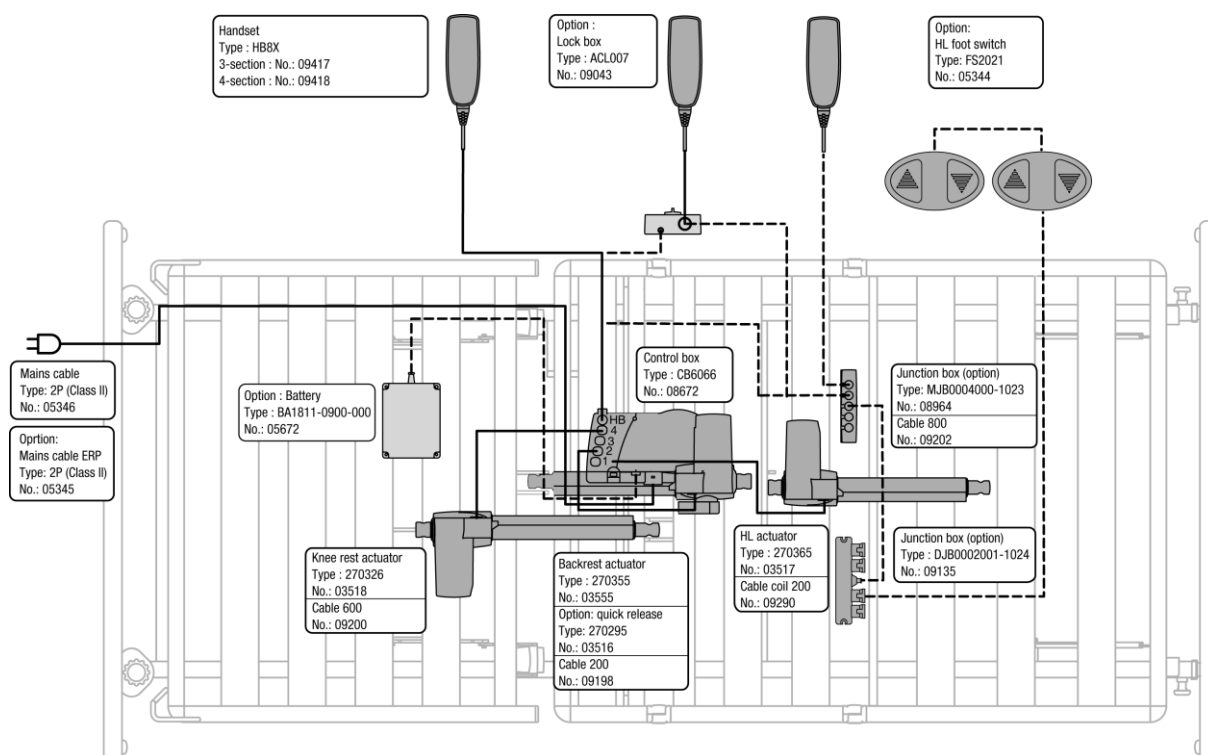 Handset
Type : HB8X
3-section : No.: 09417
4-section : No.: 09418
Option :
Lock box
Type : ACL007
No.: 09043
Option:
HL foot switch
Type: FS2021
No.: 05344
Mains cable
Type: 2P (Class II)
No.: 05346
Oprtion:
Mains cable ERP
Type: 2P (Class II)
No.: 05345
Option : Battery
Type : BA1811-0900-000
No.: 05672
Control box
Type : CB6066
No.: 08672
HB
4
3
2
1
Junction box (option)
Type: MJB0004000-1023
No.: 08964
Cable 800
No.: 09202
Knee rest actuator
Type : 270326
No.: 03518
Cable 600
No.: 09200
Backrest actuator
Type : 270355
No.: 03555
Option: quick release
Type: 270295
No.: 03516
Cable 200
No.: 09198
HL actuator
Type : 270365
No.: 03517
Cable coil 200
No.: 09290
Junction box (option)
Type : DJB0002001-1024
No.: 09135